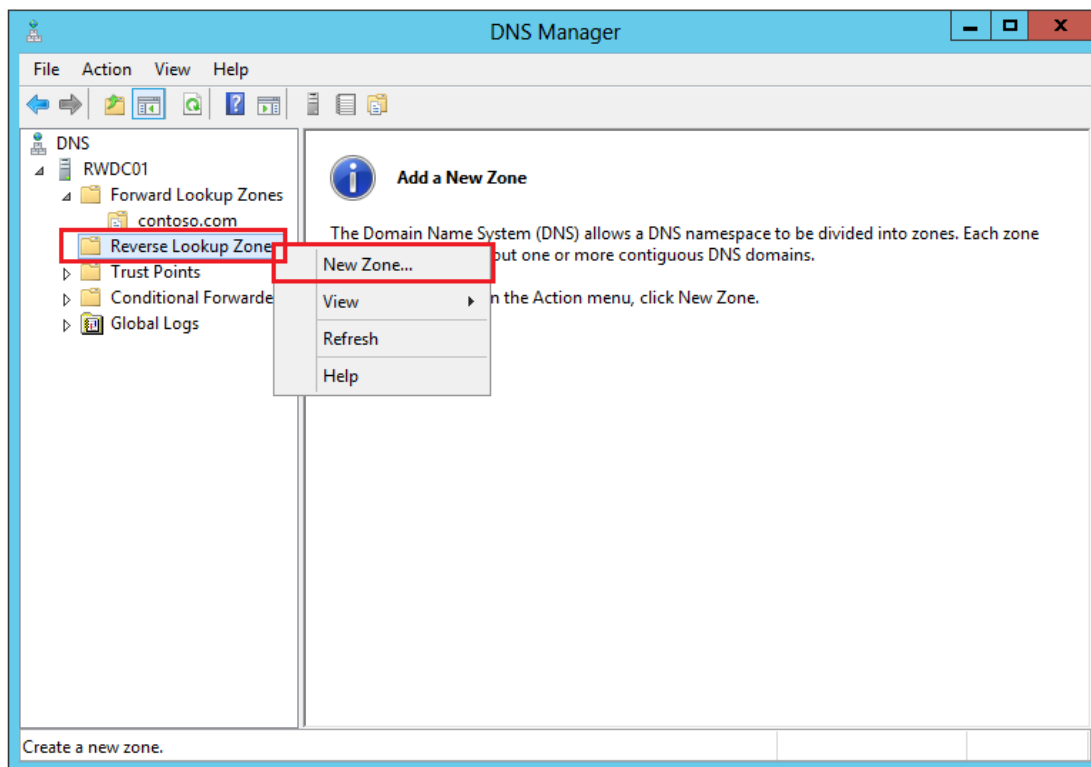 DNS Manager
File Action View Help
DNS
RWDC01
Forward Lookup Zones
contoso.com
Reverse Lookup Zone
Trust Points
Conditional Forwarde
Global Logs
New Zone...
View
Refresh
Help
Add a New Zone
The Domain Name System (DNS) allows a DNS namespace to be divided into zones. Each zone
out one or more contiguous DNS domains.
n the Action menu, click New Zone.
Create a new zone.